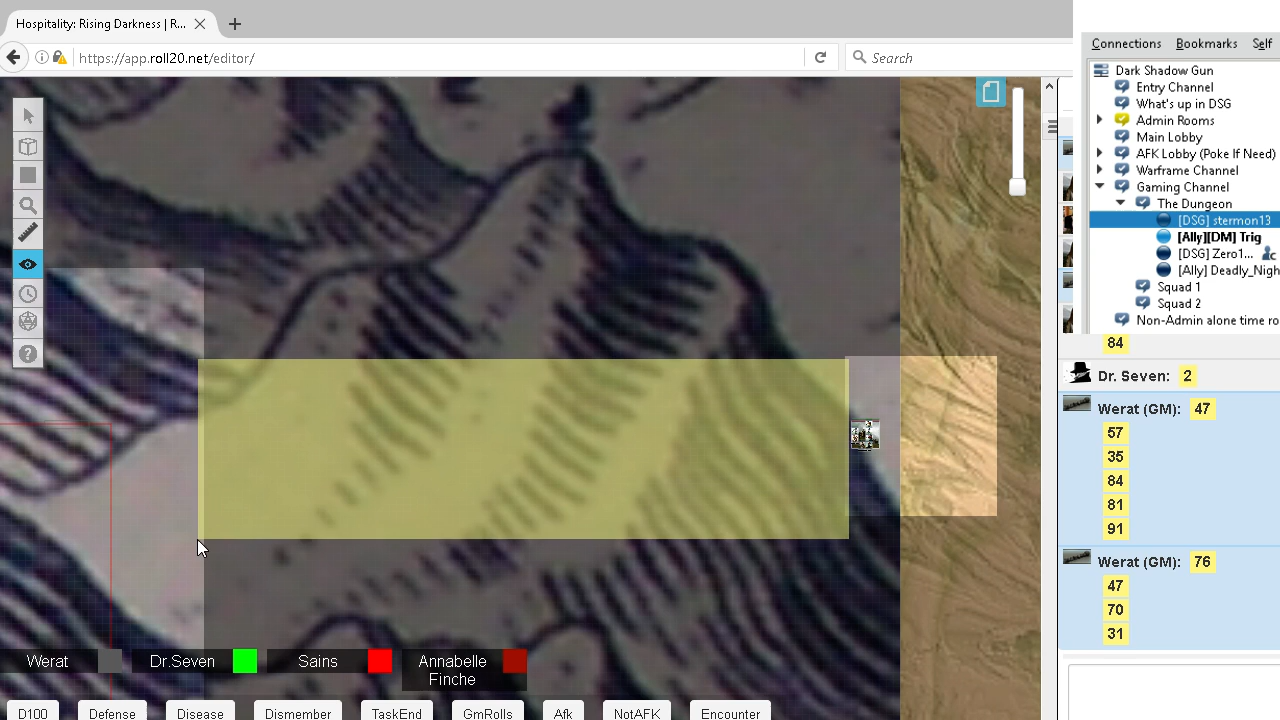 Hospitality: Rising Darkness | R...
https://app.roll20.net/editor/
Search
Connections Bookmarks Self
Dark Shadow Gun
Entry Channel
What's up in DSG
Admin Rooms
Main Lobby
AFK Lobby (Poke If Need)
Warframe Channel
Gaming Channel
The Dungeon
[DSG] stermon13
[Ally][DM] Trig
[DSG] Zero1...
[Ally] Deadly_Nigh
Squad 1
Squad 2
Non-Admin alone time ro
84
Dr. Seven: 2
Werat (GM): 47
57
35
84
81
91
Werat (GM): 76
47
70
31
Werat
Dr.Seven
Sains
Annabelle
Finche
D100
Defense
Disease
Dismember
TaskEnd
GmRolls
Afk
NotAFK
Encounter